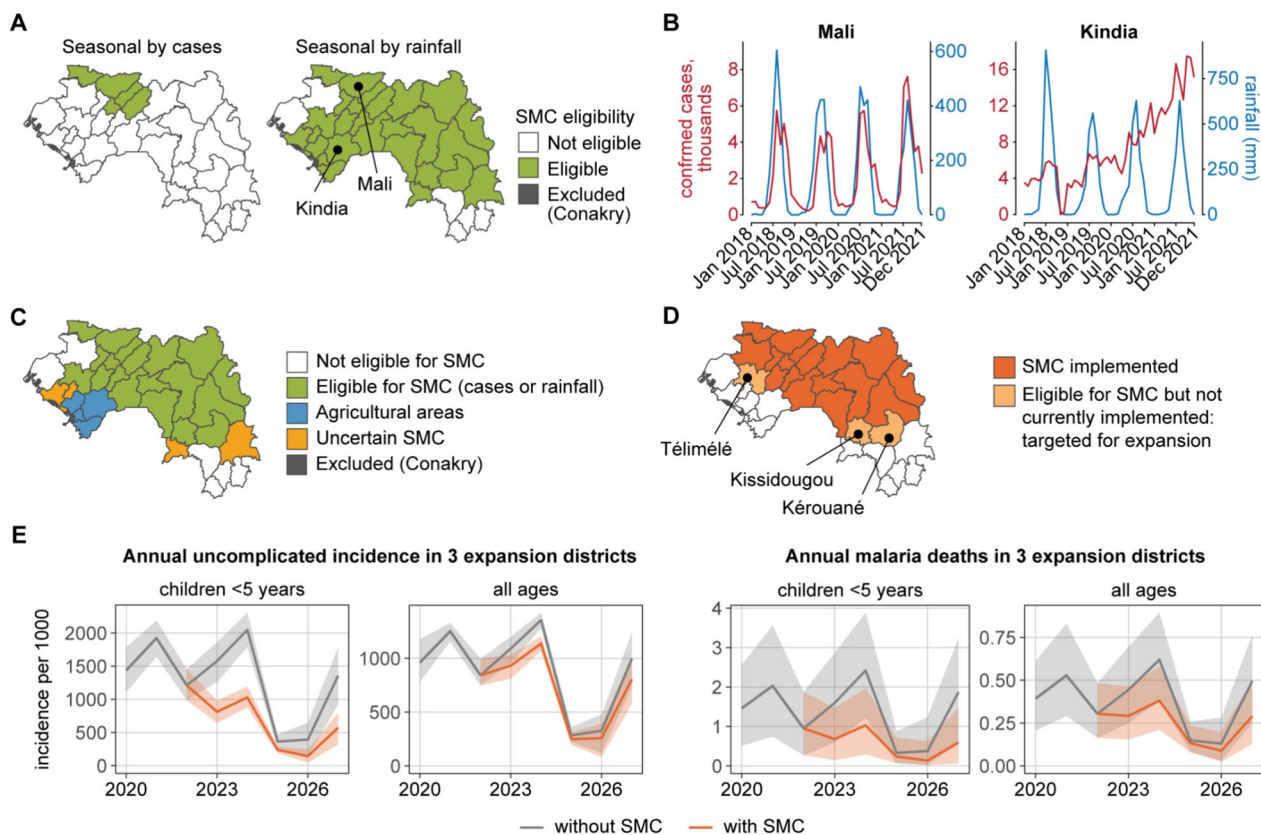 A
Seasonal by cases
Seasonal by rainfall
Mali
Kindia
SMC eligibility
Not eligible
Eligible
Excluded
(Conakry)
B
Mali
Kindia
confirmed cases,
thousands
8
6
4
2
0
600
400
200
0
16
12
8
4
0
750
500
250
0
rainfall (mm)
Jan 2018
Jul 2018
Jan 2019
Jul 2019
Jan 2020
Jul 2020
Jan 2021
Jul 2021
Dec 2021
Jan 2018
Jul 2018
Jan 2019
Jul 2019
Jan 2020
Jul 2020
Jan 2021
Jul 2021
Dec 2021
C
Not eligible for SMC
Eligible for SMC (cases or rainfall)
Agricultural areas
Uncertain SMC
Excluded (Conakry)
D
Télimélé
Kissidougou
Kérouané
SMC implemented
Eligible for SMC but not
currently implemented:
targeted for expansion
E
Annual uncomplicated incidence in 3 expansion districts
Annual malaria deaths in 3 expansion districts
children <5 years
all ages
children <5 years
all ages
incidence per 1000
2000
1500
1000
500
0
1000
500
0
4
3
2
1
0
0.75
0.50
0.25
0.00
2020
2023
2026
2020
2023
2026
2020
2023
2026
2020
2023
2026
without SMC
with SMC